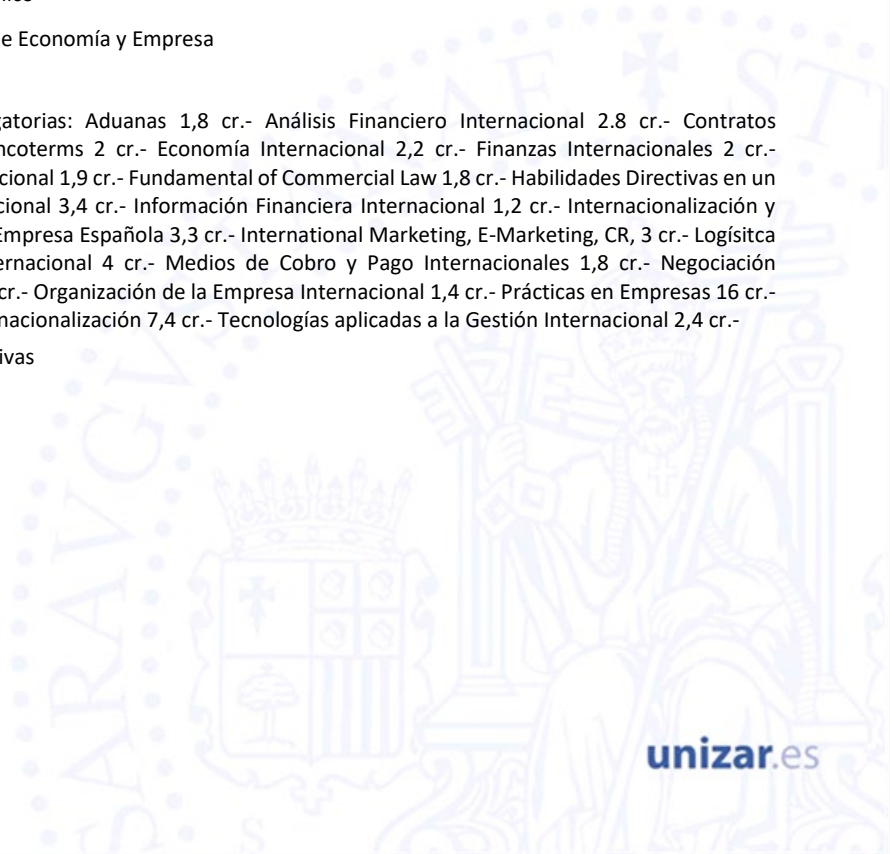 e Economía y Empresa
gatorias: Aduanas 1,8 cr.- Análisis Financiero Internacional 2.8 cr.- Contratos
ncoterms 2 cr.- Economía Internacional 2,2 cr.- Finanzas Internacionales 2 cr.-
cional 1,9 cr.- Fundamental of Commercial Law 1,8 cr.- Habilidades Directivas en un
cional 3,4 cr.- Información Financiera Internacional 1,2 cr.- Internacionalización y
Empresa Española 3,3 cr.- International Marketing, E-Marketing, CR, 3 cr.- Logísitca
ernacional 4 cr.- Medios de Cobro y Pago Internacionales 1,8 cr.- Negociación
cr.- Organización de la Empresa Internacional 1,4 cr.- Prácticas en Empresas 16 cr.-
nacionalización 7,4 cr.- Tecnologías aplicadas a la Gestión Internacional 2,4 cr.-
ivas
unizar.es